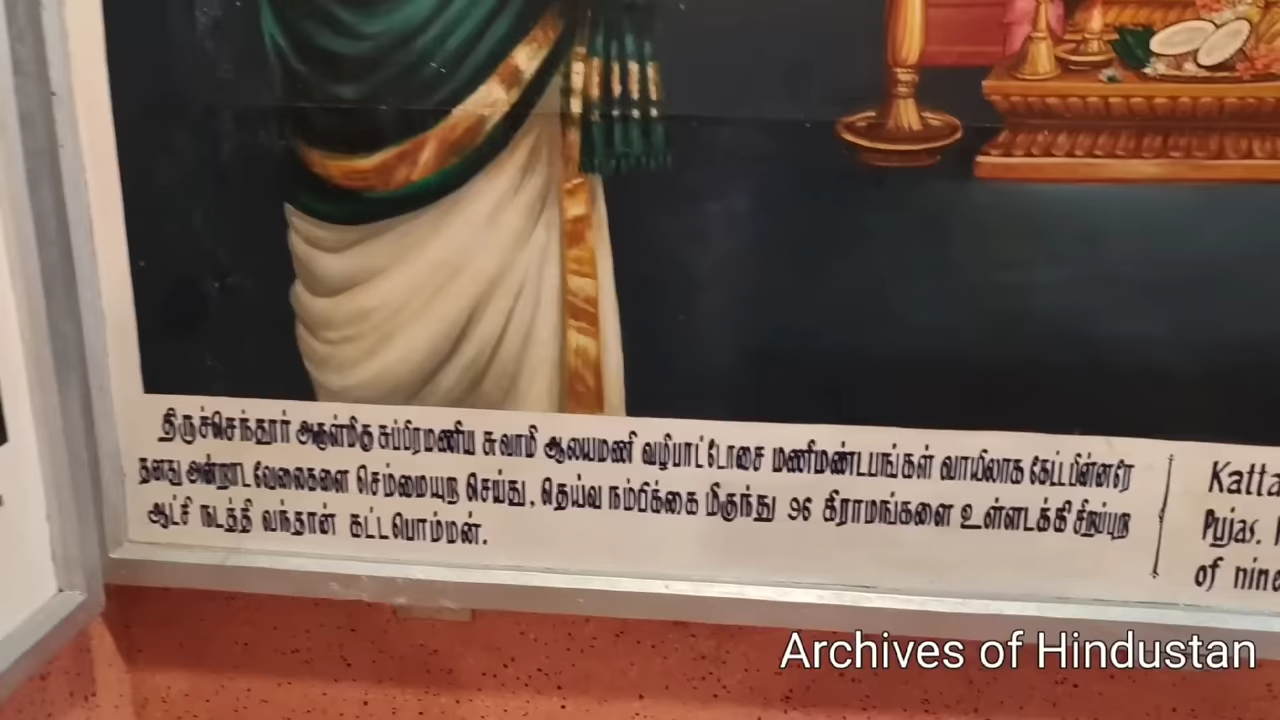 திருச்செந்தூர் அருள்மிகு சுப்பிரமணிய சுவாமி ஆலயமணி வழிபாட்டோசை மணிமண்டபங்கள் வாயிலாக கேட்டபின்னரே
தனது அன்றாட வேலைகளை செம்மையுற செய்து, தெய்வ நம்பிக்கை மிகுந்து 96 கிராமங்களை உள்ளடக்கி சிறப்புற
ஆட்சி நடத்தி வந்தான் கட்டபொம்மன்.
Katta
Pujas.
of nine
Archives of Hindustan